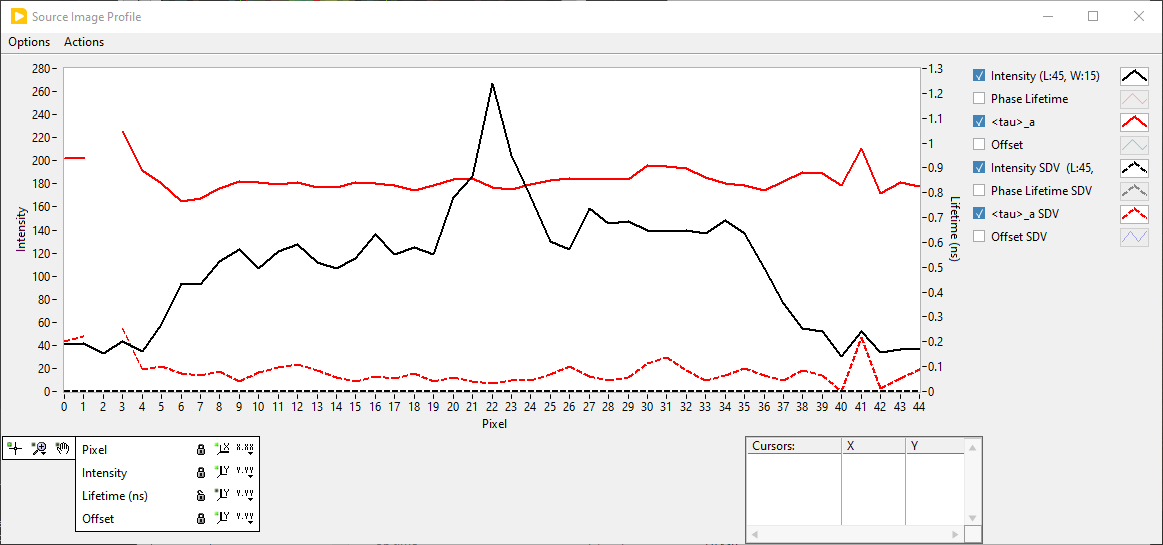 Source Image Profile
Options Actions
280
260
240
220
200
180
160
140
120
100
80
60
40
20
0
Intensity
1.3
1.2
1.1
1
0.9
0.8
0.7
0.6
0.5
0.4
0.3
0.2
0.1
0
Lifetime (ns)
0 1 2 3 4 5 6 7 8 9 10 11 12 13 14 15 16 17 18 19 20 21 22 23 24 25 26 27 28 29 30 31 32 33 34 35 36 37 38 39 40 41 42 43 44
Pixel
Intensity (L:45, W:15)
Phase Lifetime
<tau>_a
Offset
Intensity SDV (L:45,
Phase Lifetime SDV
<tau>_a SDV
Offset SDV
Pixel X X.XX
Intensity Y Y.YY
Lifetime (ns) Y Y.YY
Offset Y Y.YY
Cursors: X Y